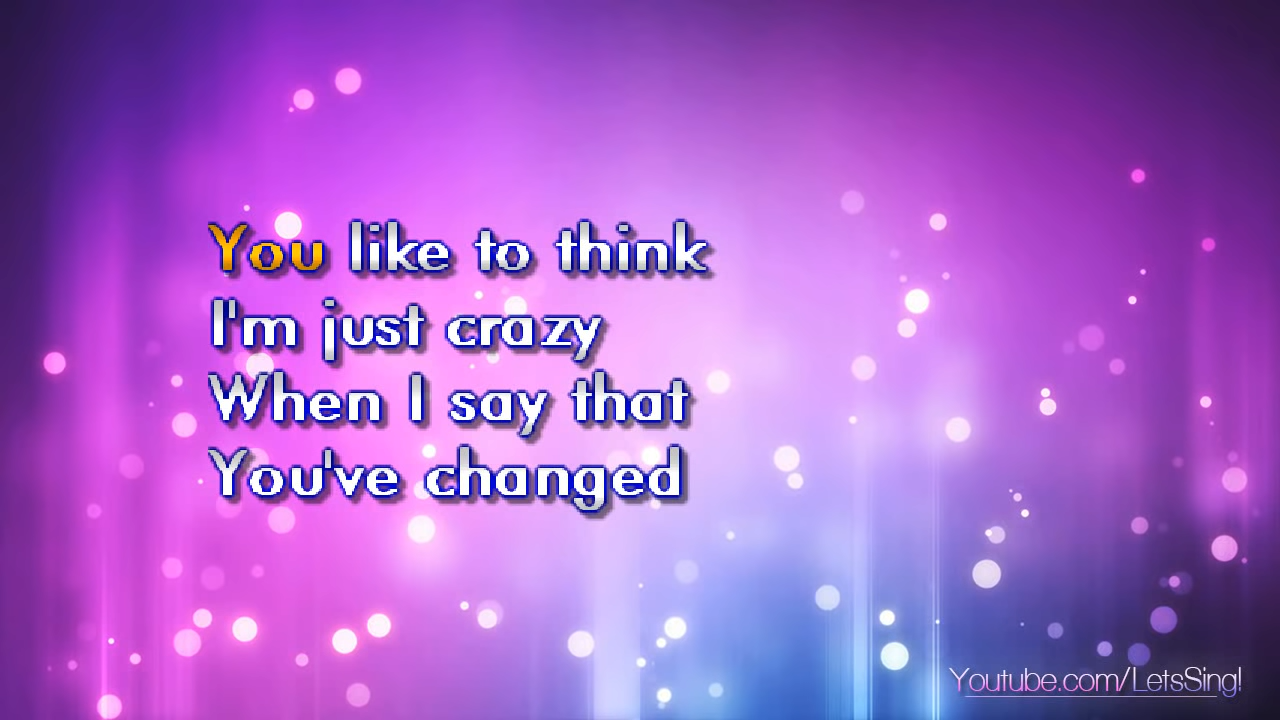 You like to think
I'm just crazy
When I say that
You've changed
Youtube.com/LetsSing!